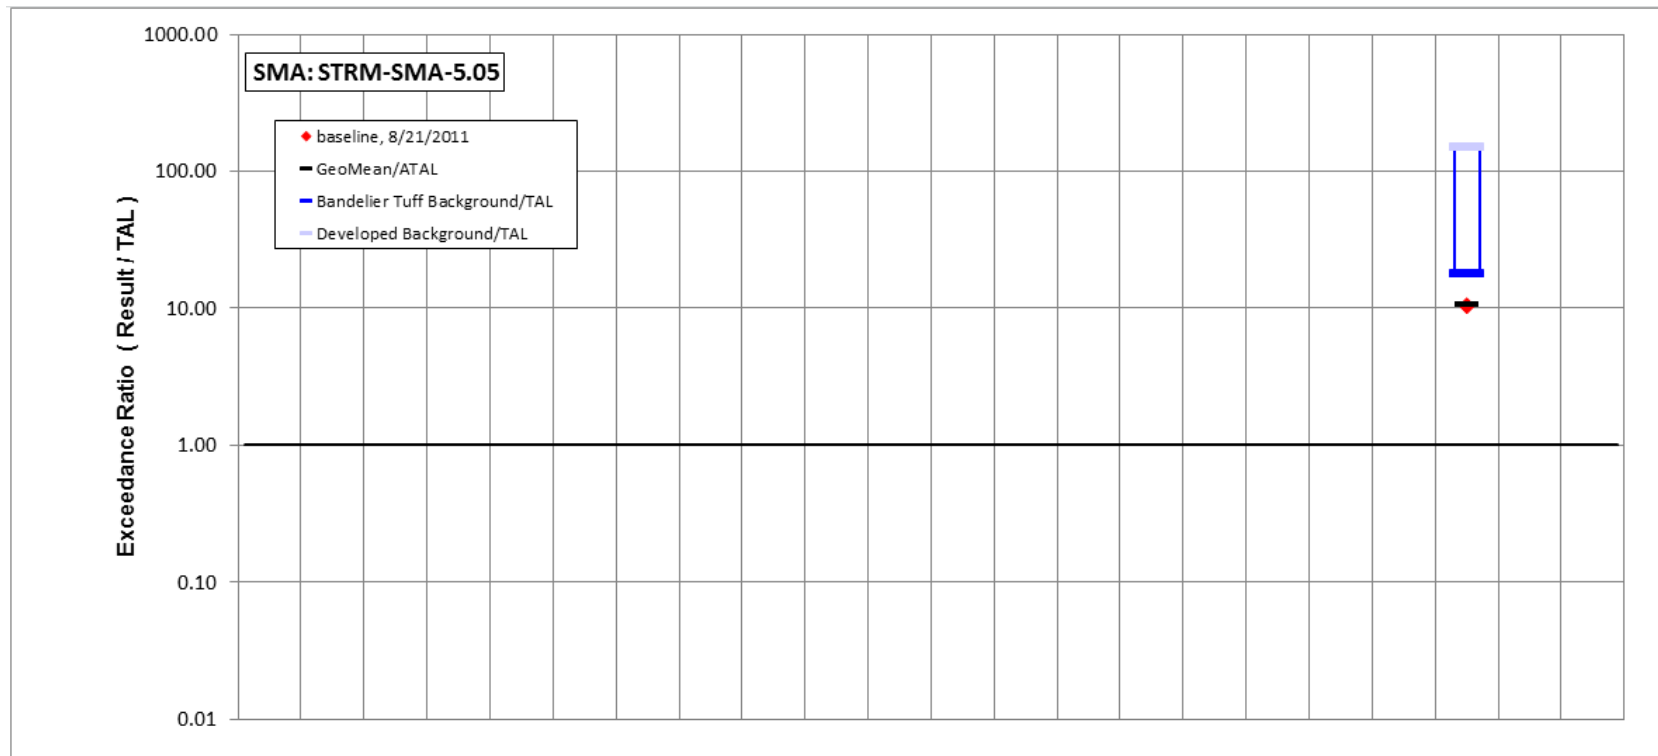 1000.00
SMA: STRM-SMA-5.05
baseline, 8/21/2011
GeoMean/ATAL
Bandelier Tuff Background/TAL
Developed Background/TAL
100.00
10.00
1.00
0.10
0.01
Exceedance Ratio ( Result / TAL )